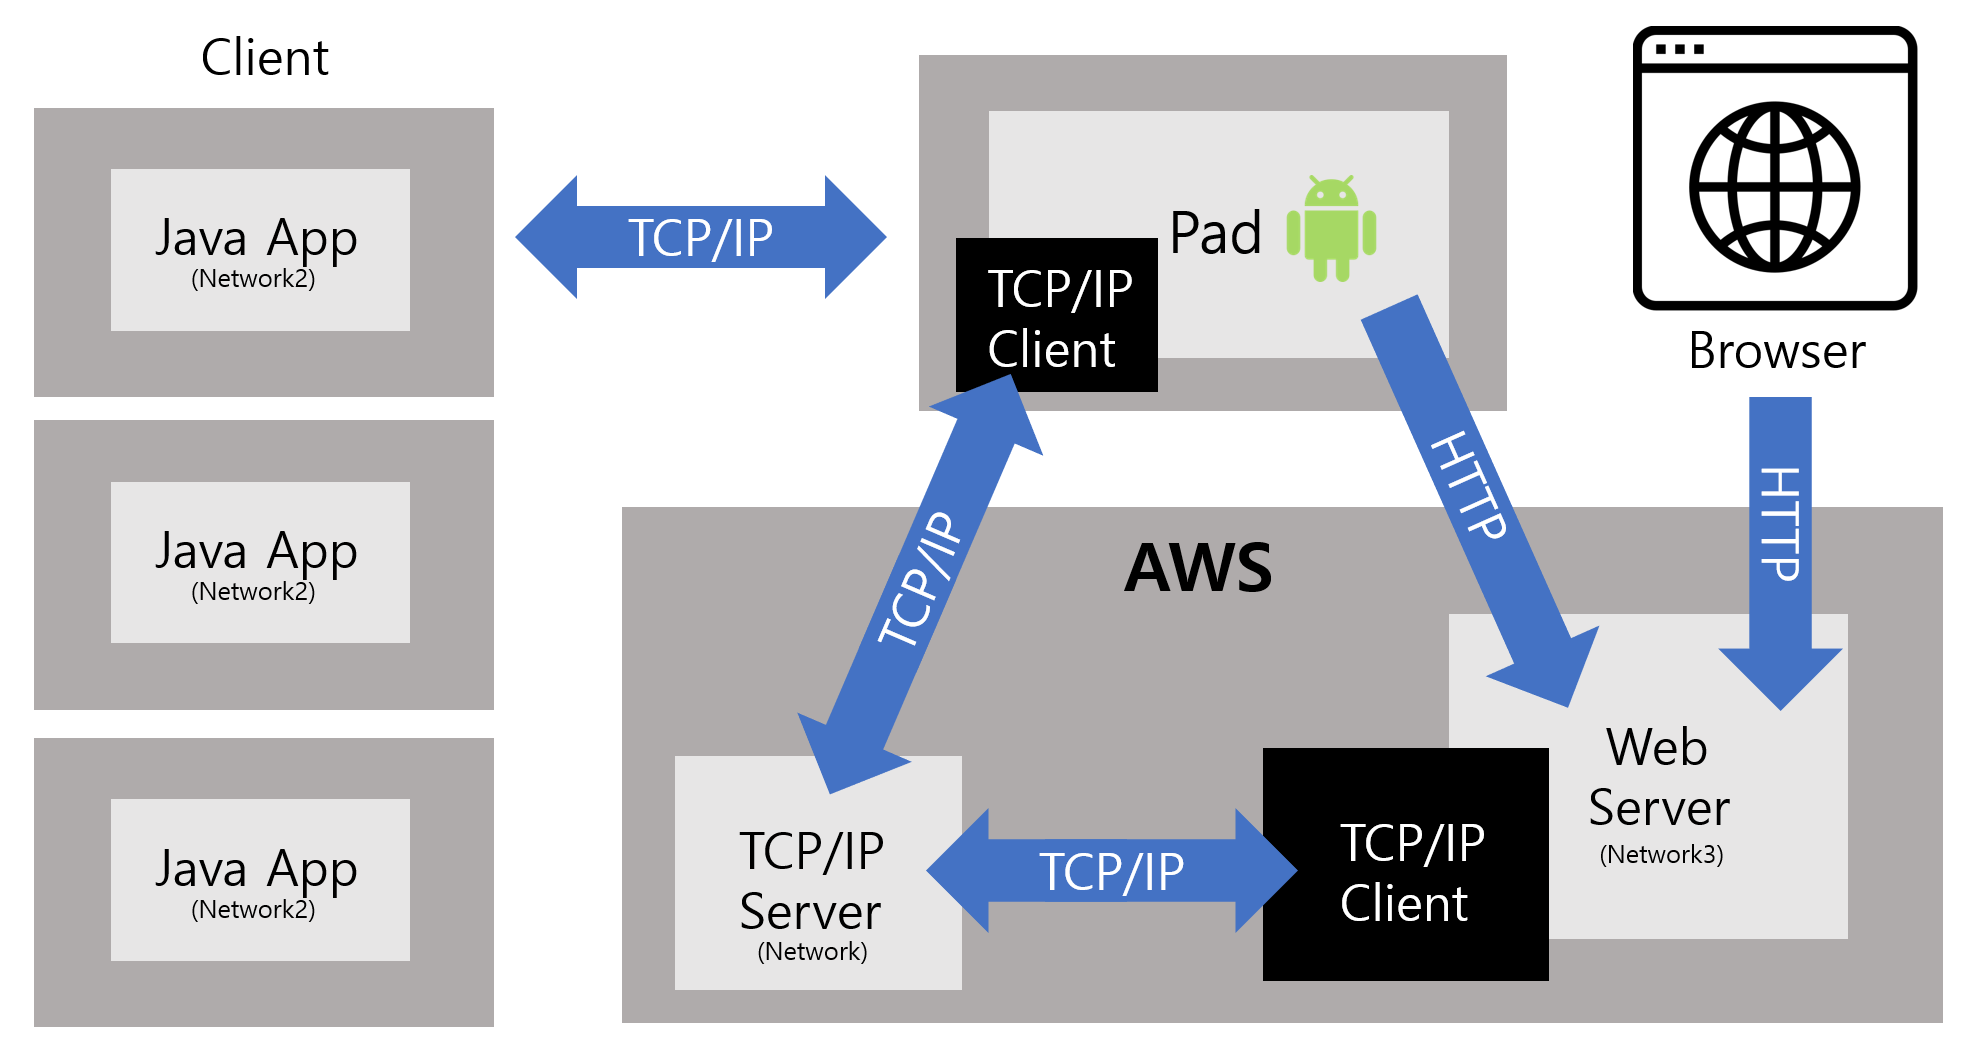 Client
Java App
(Network2)
Java App
(Network2)
Java App
(Network2)
TCP/IP
Pad
TCP/IP
Client
Browser
TCP/IP
HTTP
HTTP
AWS
TCP/IP
Server
(Network)
TCP/IP
TCP/IP
Client
Web
Server
(Network3)